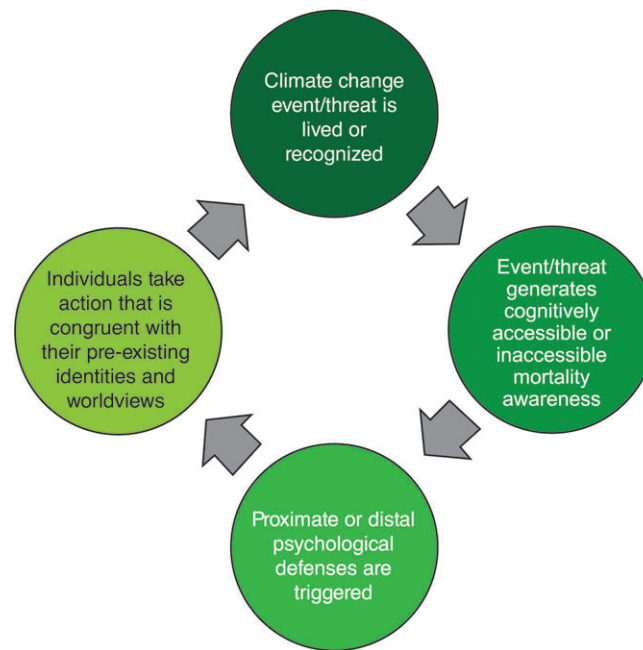 Climate change
event/threat is
lived or
recognized
Event/threat
generates
cognitively
accessible or
inaccessible
mortality
awareness
Proximate or distal
psychological
defenses are
triggered
Individuals take
action that is
congruent with
their pre-existing
identities and
worldviews